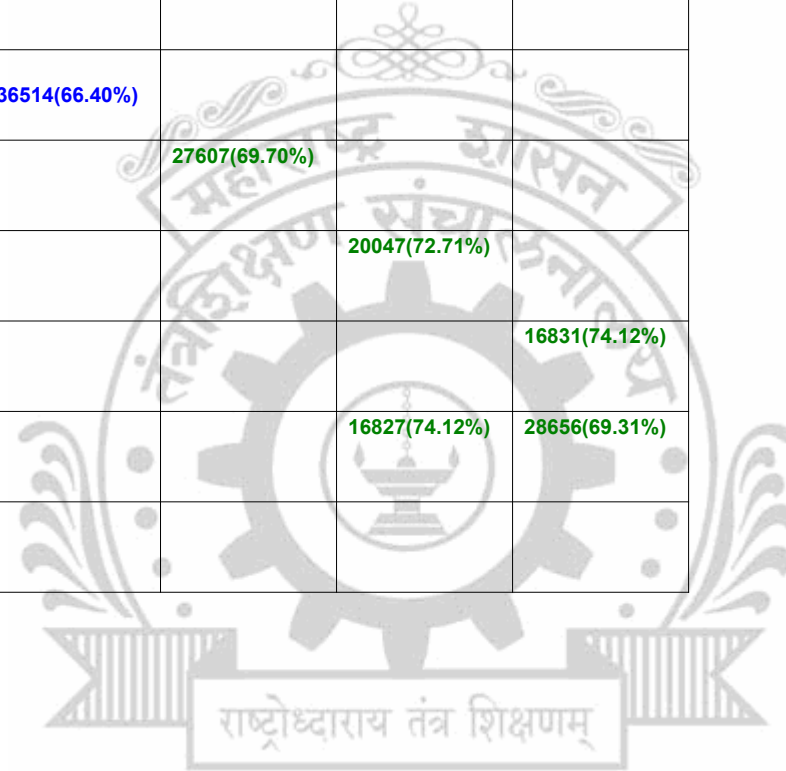 36514(66.40%)
27607(69.70%)
20047(72.71%)
16831(74.12%)
16827(74.12%) 28656(69.31%)
महाराष्ट्र शासन
तंत्रशिक्षण संचालनालय
राष्ट्रोध्दाराय तंत्र शिक्षणम्